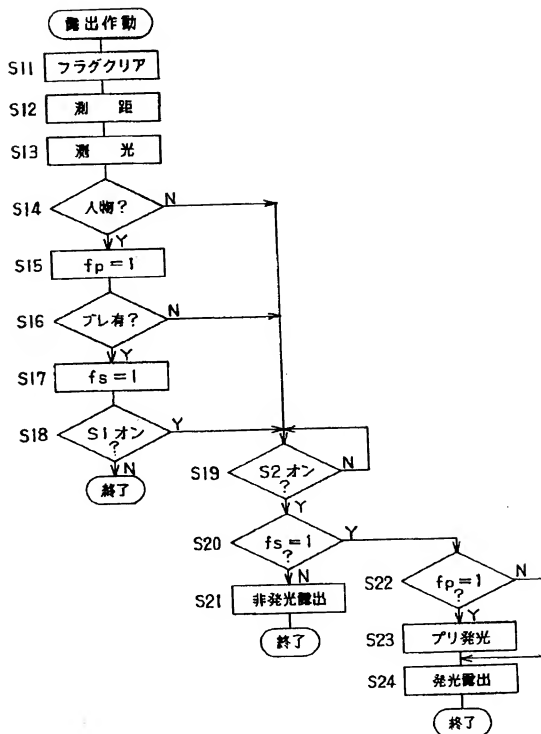 露出作動
S11 フラグクリア
S12 測 距
S13 測 光
S14 人物? N
Y
S15 fp=1
S16 ブレ有? N
Y
S17 fs=1
S18 S1オン? Y
N
終了
S19 S2オン? N
Y
S20 fs=1? Y
N
S21 非発光露出
終了
S22 fp=1? N
Y
S23 プリ発光
S24 発光露出
終了